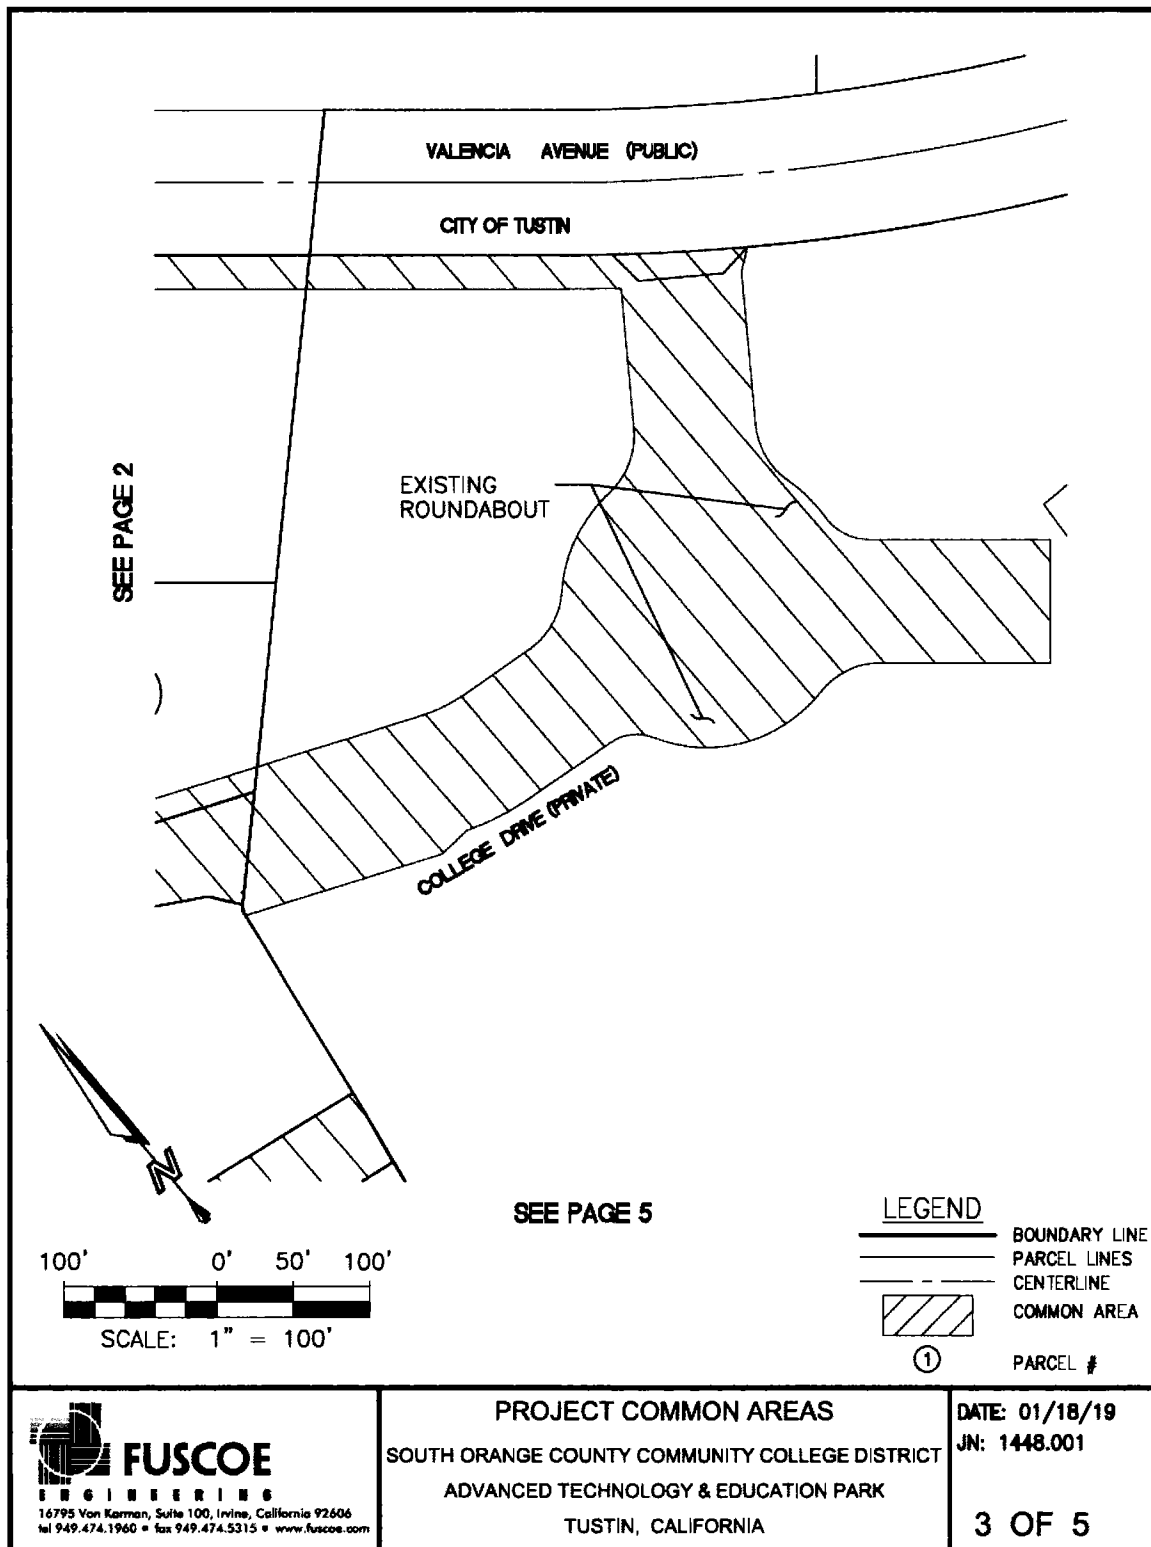 VALENCIA AVENUE (PUBLIC)
CITY OF TUSTIN
SEE PAGE 2
EXISTING
ROUNDABOUT
COLLEGE DRIVE (PRIVATE)
N
SEE PAGE 5
100' 0' 50' 100'
SCALE: 1" = 100'
LEGEND
BOUNDARY LINE
PARCEL LINES
CENTERLINE
COMMON AREA
1 PARCEL #
FUSCOE
ENGINEERING
16795 Von Karman, Suite 100, Irvine, California 92606
tel 949.474.1960 • fax 949.474.5315 • www.fuscoe.com
PROJECT COMMON AREAS
SOUTH ORANGE COUNTY COMMUNITY COLLEGE DISTRICT
ADVANCED TECHNOLOGY & EDUCATION PARK
TUSTIN, CALIFORNIA
DATE: 01/18/19
JN: 1448.001
3 OF 5